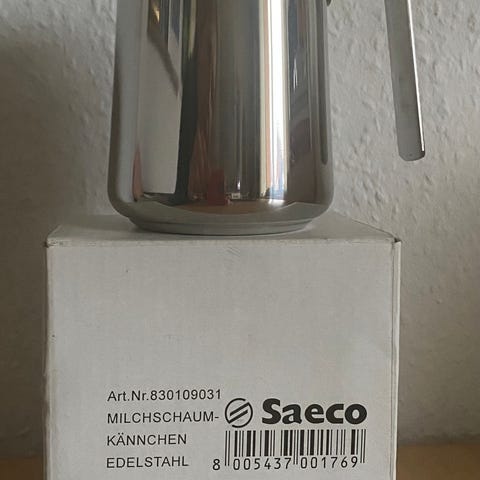 Art.Nr.830109031
MILCHSCHAUM-
KÄNNCHEN
EDELSTAHL
Saeco
8 005437 001769